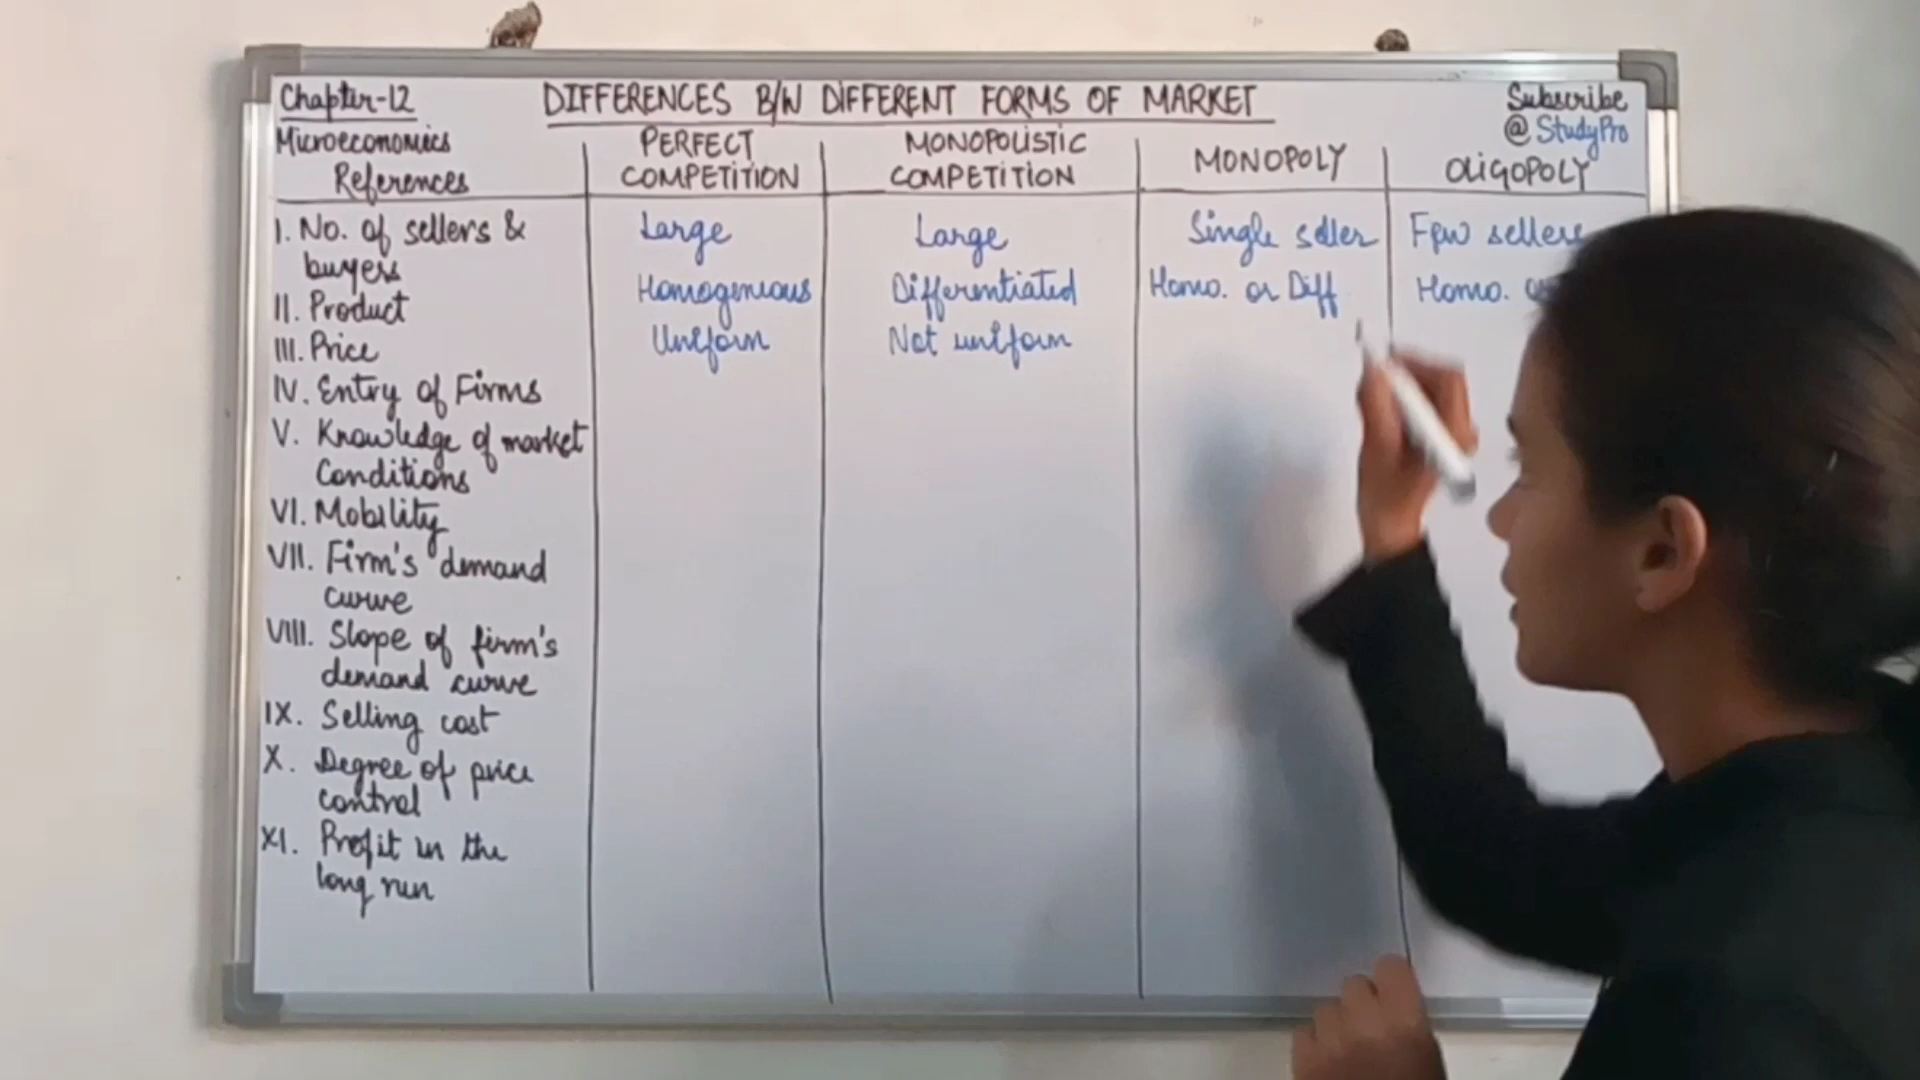 Chapter-12
DIFFERENCES B/W DIFFERENT FORMS OF MARKET
Subscribe
@ StudyPro
Microeconomics
References
PERFECT
COMPETITION
MONOPOLISTIC
COMPETITION
MONOPOLY
OLIGOPOLY
I. No. of sellers &
buyers
Large
Large
Single seller
Few sellers
II. Product
Homogenious
Differentiated
Homo. or Diff
Homo.
III. Price
Uniform
Not uniform
IV. Entry of Firms
V. Knowledge of market
Conditions
VI. Mobility
VII. Firm's demand
curve
VIII. Slope of firm's
demand curve
IX. Selling cost
X. Degree of price
control
XI. Profit in the
long run